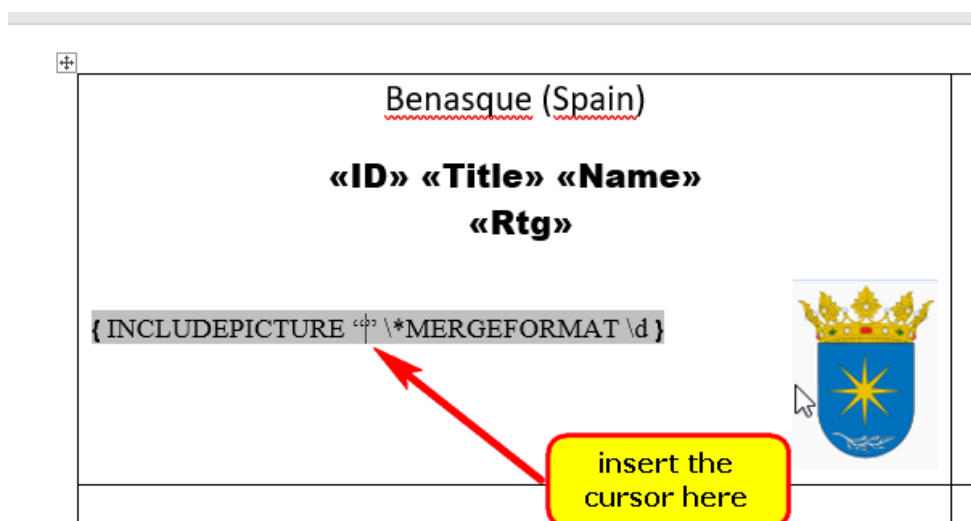 Benasque (Spain)
«ID» «Title» «Name»
«Rtg»
{ INCLUDEPICTURE “” \*MERGEFORMAT \d }
insert the
cursor here